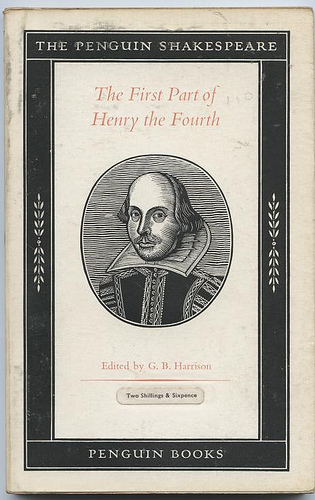 THE PENGUIN SHAKESPEARE
The First Part of
Henry the Fourth
Edited by G. B. Harrison
Two Shillings & Sixpence
PENGUIN BOOKS